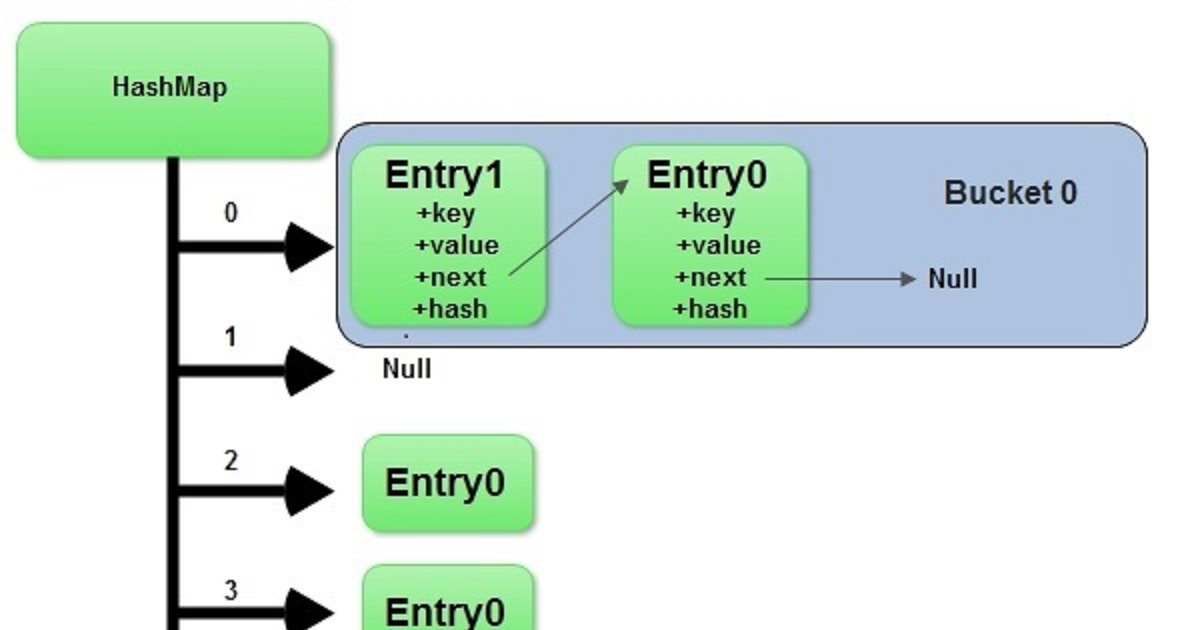 HashMap
0
Entry1
+key
+value
+next
+hash
Entry0
+key
+value
+next
+hash
Bucket 0
Null
1
Null
2
Entry0
3
Entry0